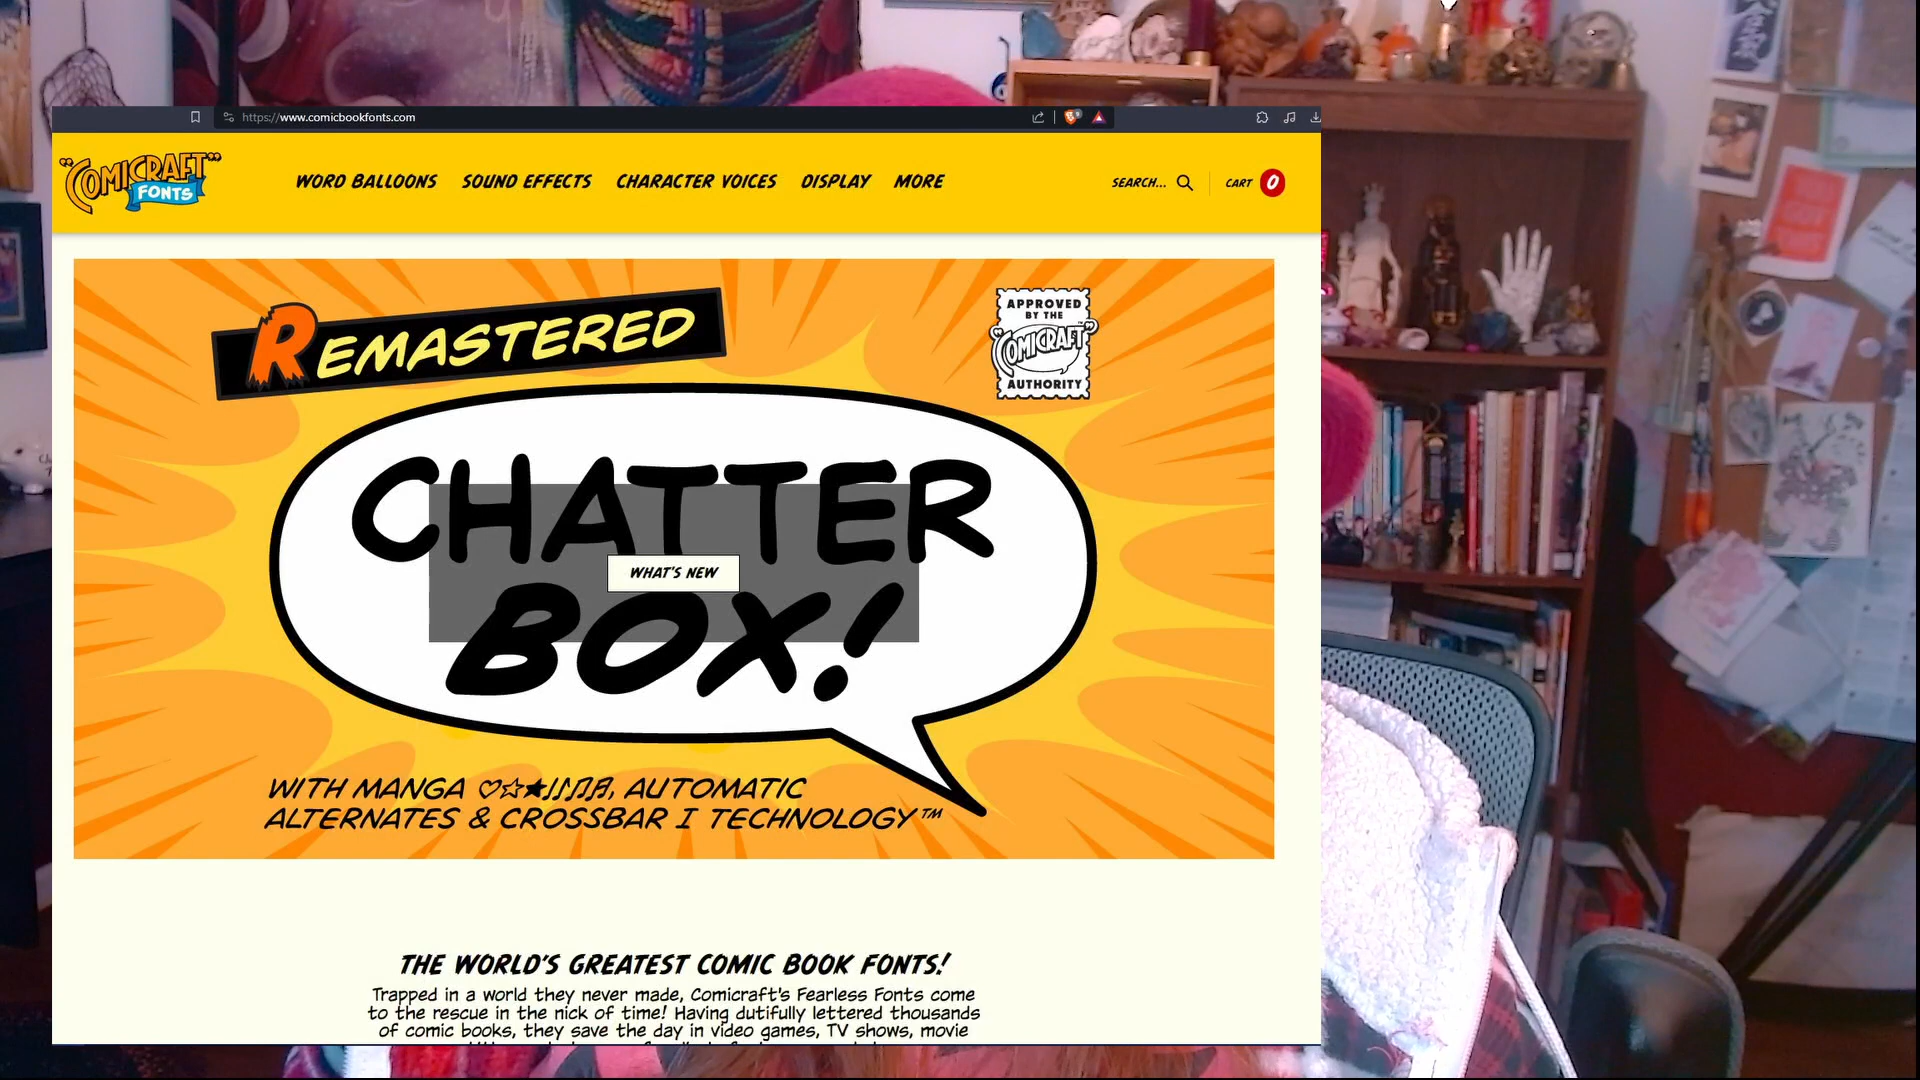 https://www.comicbookfonts.com
"COMICRAFT"
FONTS
WORD BALLOONS SOUND EFFECTS CHARACTER VOICES DISPLAY MORE
SEARCH... CART 0
REMASTERED
APPROVED
BY THE
"COMICRAFT"
AUTHORITY
CHATTER
BOX!
WHAT'S NEW
WITH MANGA ♡☆★♪♫♬, AUTOMATIC
ALTERNATES & CROSSBAR I TECHNOLOGY™
THE WORLD'S GREATEST COMIC BOOK FONTS!
Trapped in a world they never made, Comicraft's Fearless Fonts come
to the rescue in the nick of time! Having dutifully lettered thousands
of comic books, they save the day in video games, TV shows, movie